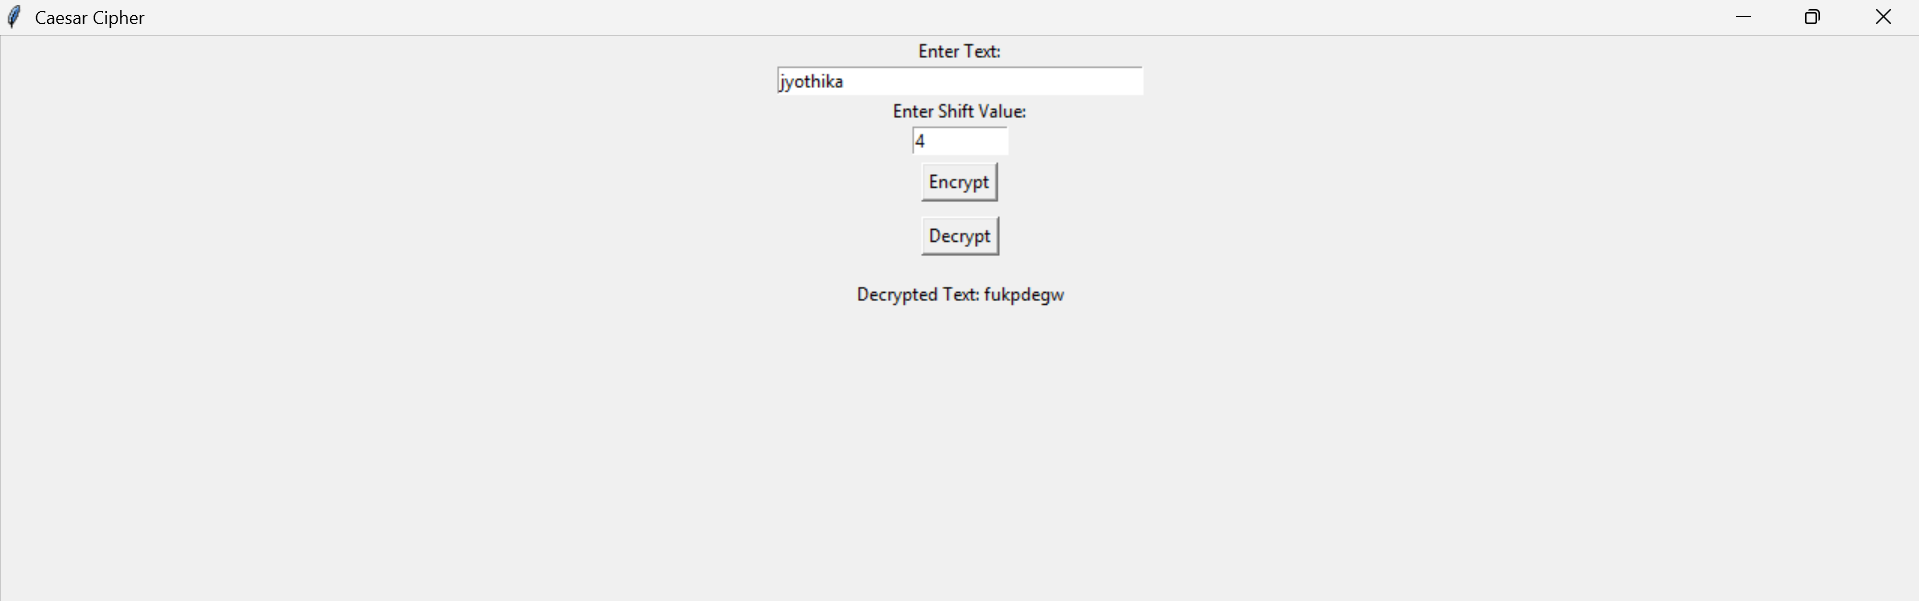 Caesar Cipher
Enter Text:
jyothika
Enter Shift Value:
4
Encrypt
Decrypt
Decrypted Text: fukpdegw